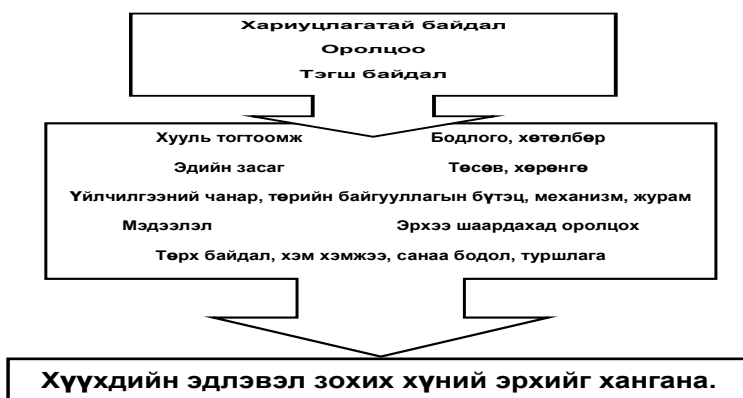 Хариуцлагатай байдал
Оролцоо
Тэгш байдал
Хууль тогтоомж Бодлого, хөтөлбөр
Эдийн засаг Төсөв, хөрөнгө
Үйлчилгээний чанар, төрийн байгууллагын бүтэц, механизм, журам
Мэдээлэл Эрхээ шаардахад оролцох
Төрх байдал, хэм хэмжээ, санаа бодол, туршлага
Хүүхдийн эдлэвэл зохих хүний эрхийг хангана.